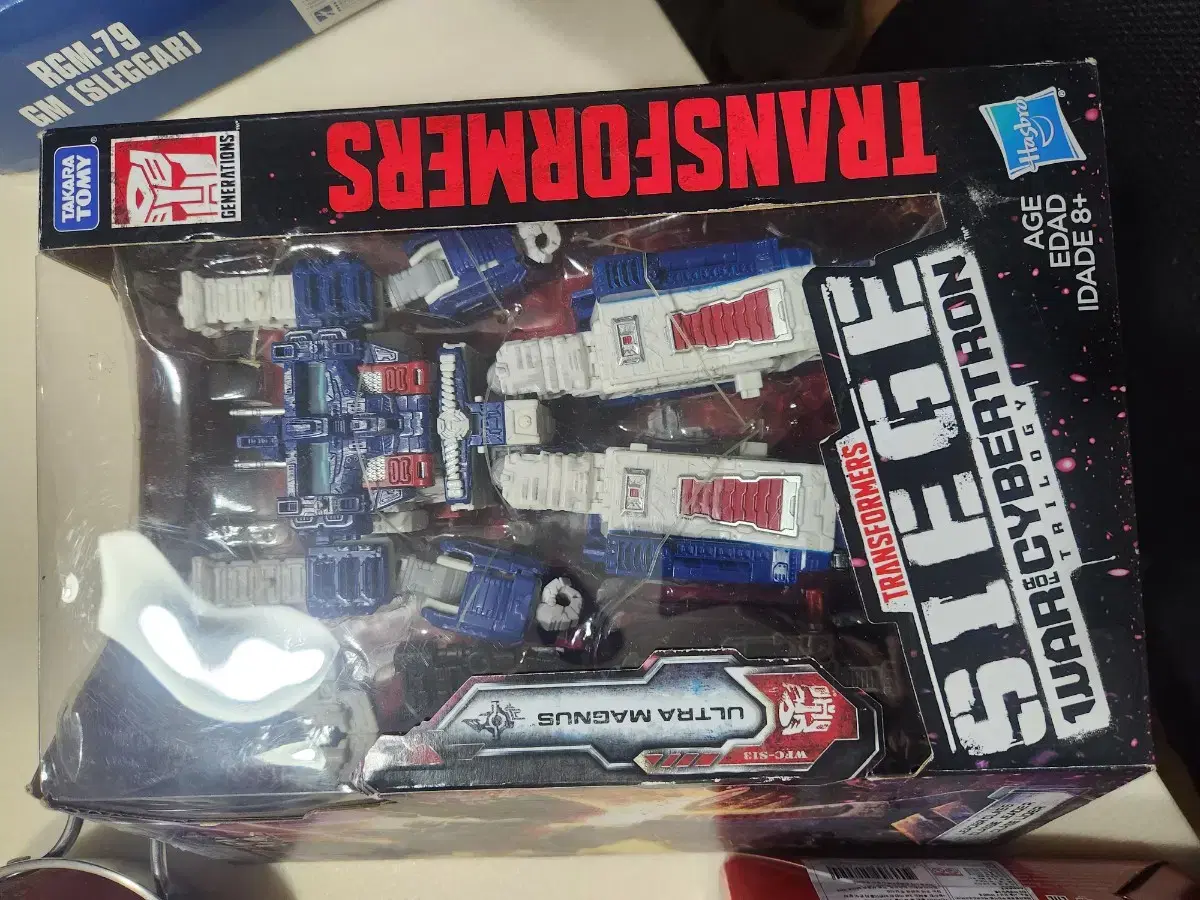 RGM-79
GM (SLEGGAR)
TAKARA
TOMY
GENERATIONS
TRANSFORMERS
Hasbro
AGE
EDAD
IDADE 8+
TRANSFORMERS
SIEGE
WAR FOR CYBERTRON
TRILOGY
ULTRA MAGNUS
WFC-S13